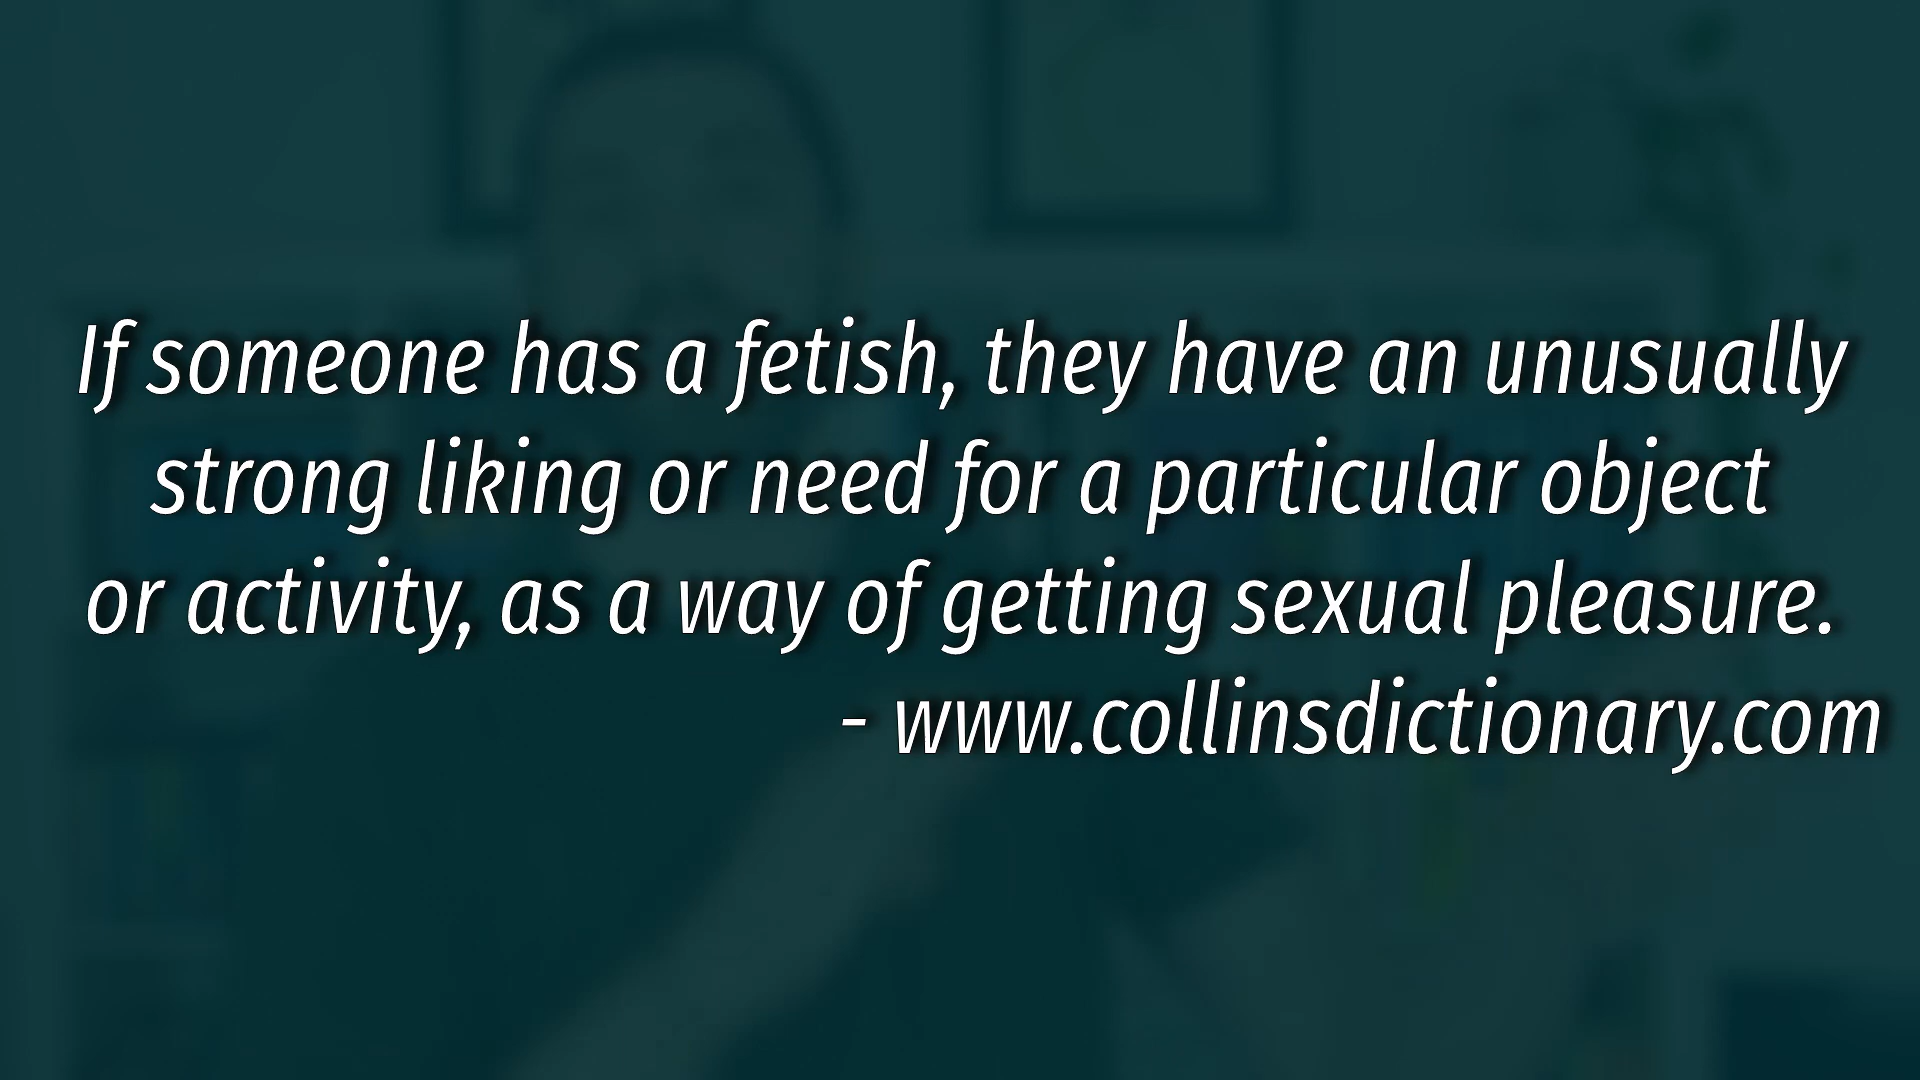 If someone has a fetish, they have an unusually
strong liking or need for a particular object
or activity, as a way of getting sexual pleasure.
- www.collinsdictionary.com